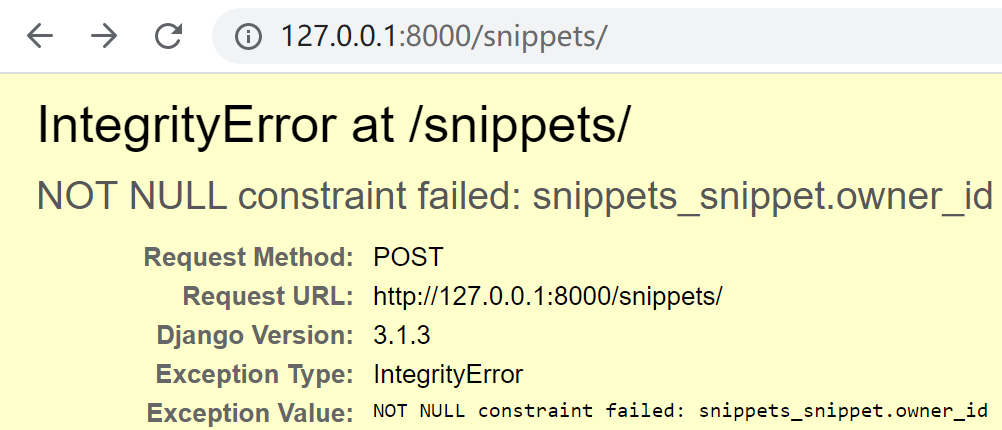 127.0.0.1:8000/snippets/
IntegrityError at /snippets/
NOT NULL constraint failed: snippets_snippet.owner_id
Request Method: POST
Request URL: http://127.0.0.1:8000/snippets/
Django Version: 3.1.3
Exception Type: IntegrityError
Exception Value: NOT NULL constraint failed: snippets_snippet.owner_id